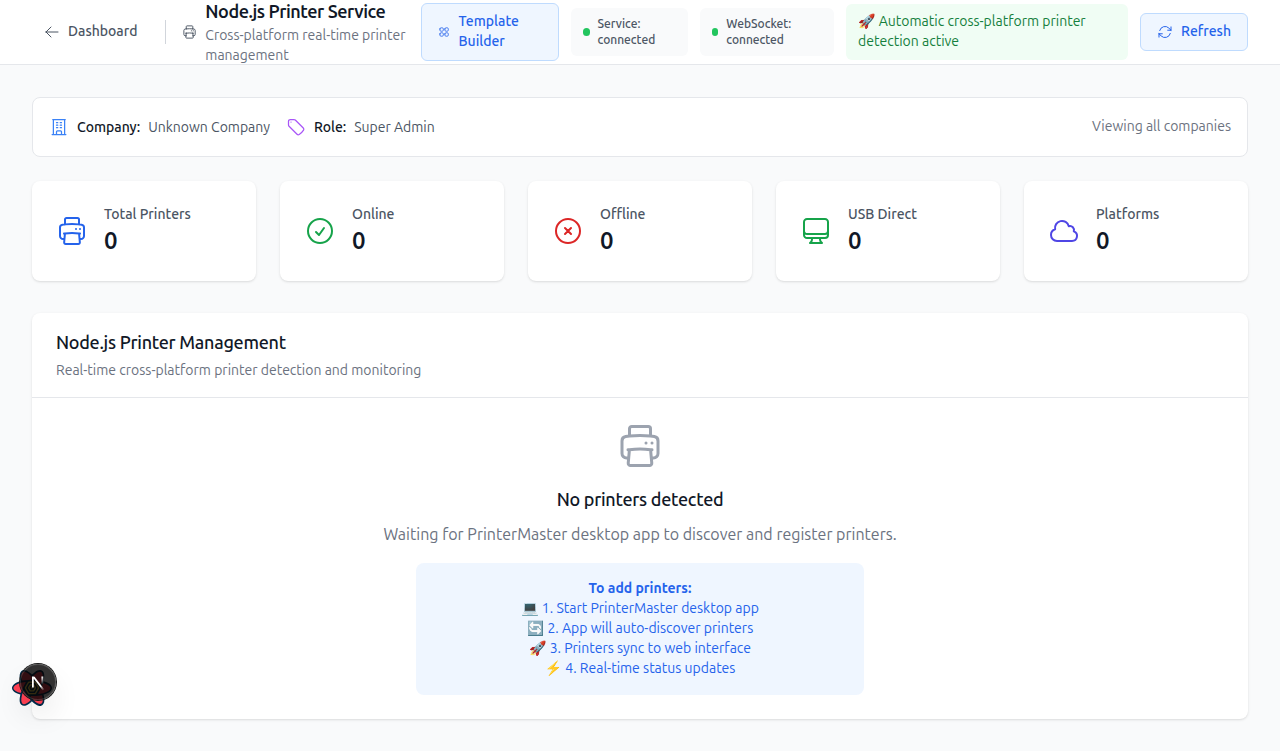 Dashboard
Node.js Printer Service
Cross-platform real-time printer
management
Template
Builder
Service:
connected
WebSocket:
connected
🚀 Automatic cross-platform printer
detection active
Refresh
Company: Unknown Company
Role: Super Admin
Viewing all companies
Total Printers
0
Online
0
Offline
0
USB Direct
0
Platforms
0
Node.js Printer Management
Real-time cross-platform printer detection and monitoring
No printers detected
Waiting for PrinterMaster desktop app to discover and register printers.
To add printers:
💻 1. Start PrinterMaster desktop app
🔄 2. App will auto-discover printers
🚀 3. Printers sync to web interface
⚡ 4. Real-time status updates
N